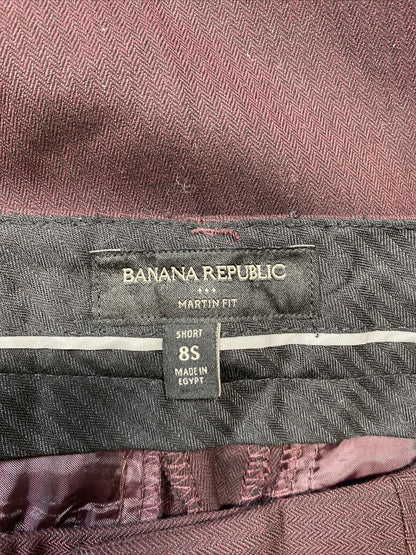 BANANA REPUBLIC
MARTIN FIT
SHORT
8S
MADE IN
EGYPT